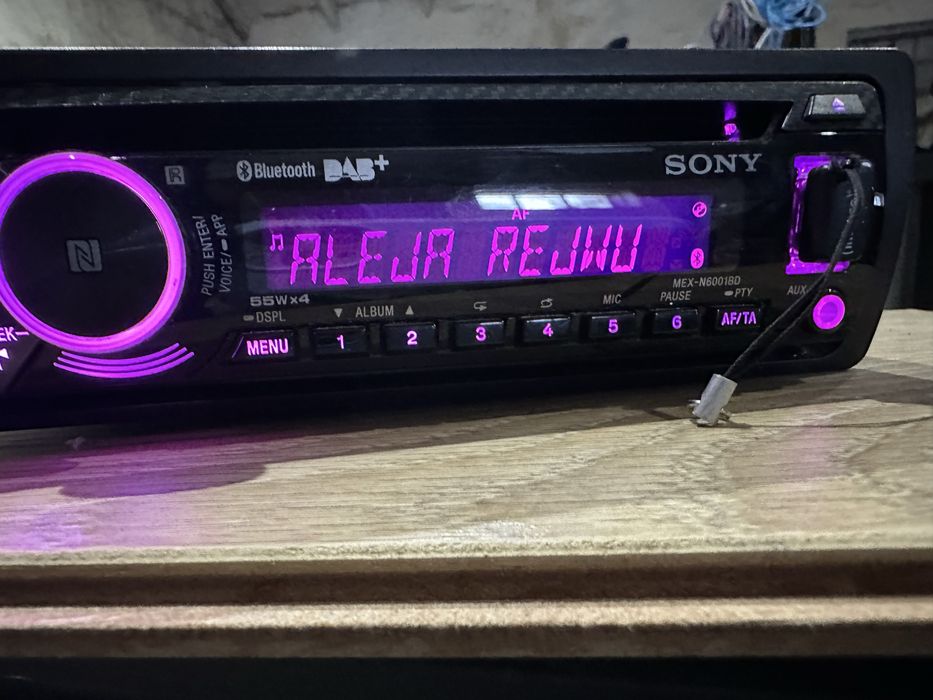 Bluetooth DAB+
SONY
R
PUSH ENTER/
VOICE/ APP
AF
ALEJA REJWU
55W×4
MEX-N6001BD
DSPL
▼ ALBUM ▲
MIC
PAUSE
PTY
AUX
MENU
1
2
3
4
5
6
AF/TA
EK